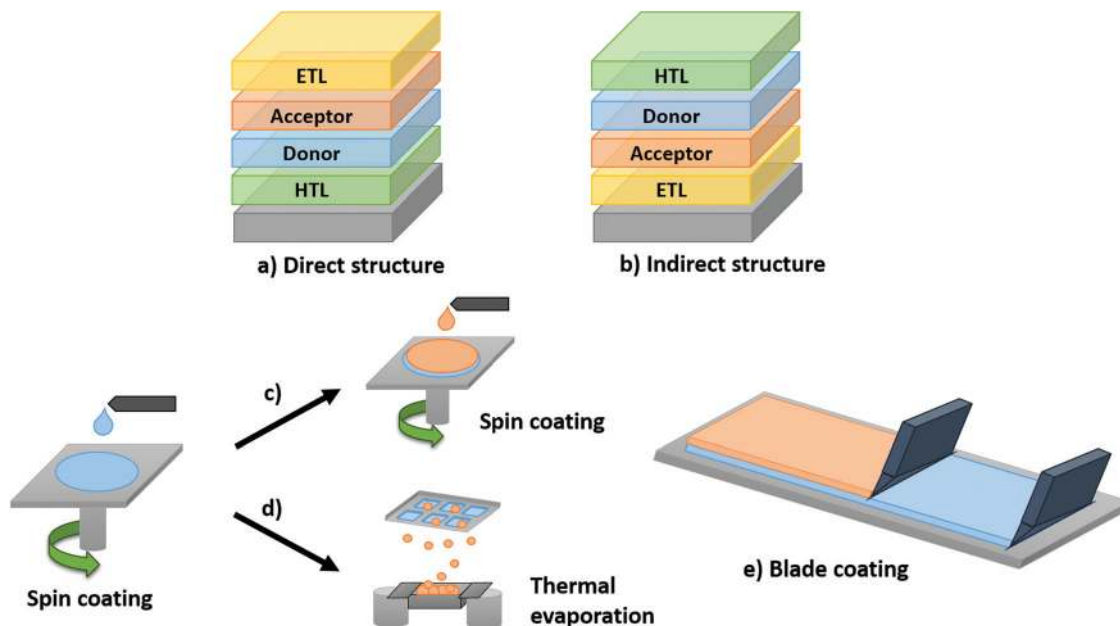 ETL
Acceptor
Donor
HTL
a) Direct structure
HTL
Donor
Acceptor
ETL
b) Indirect structure
Spin coating
c)
Spin coating
d)
Thermal
evaporation
e) Blade coating